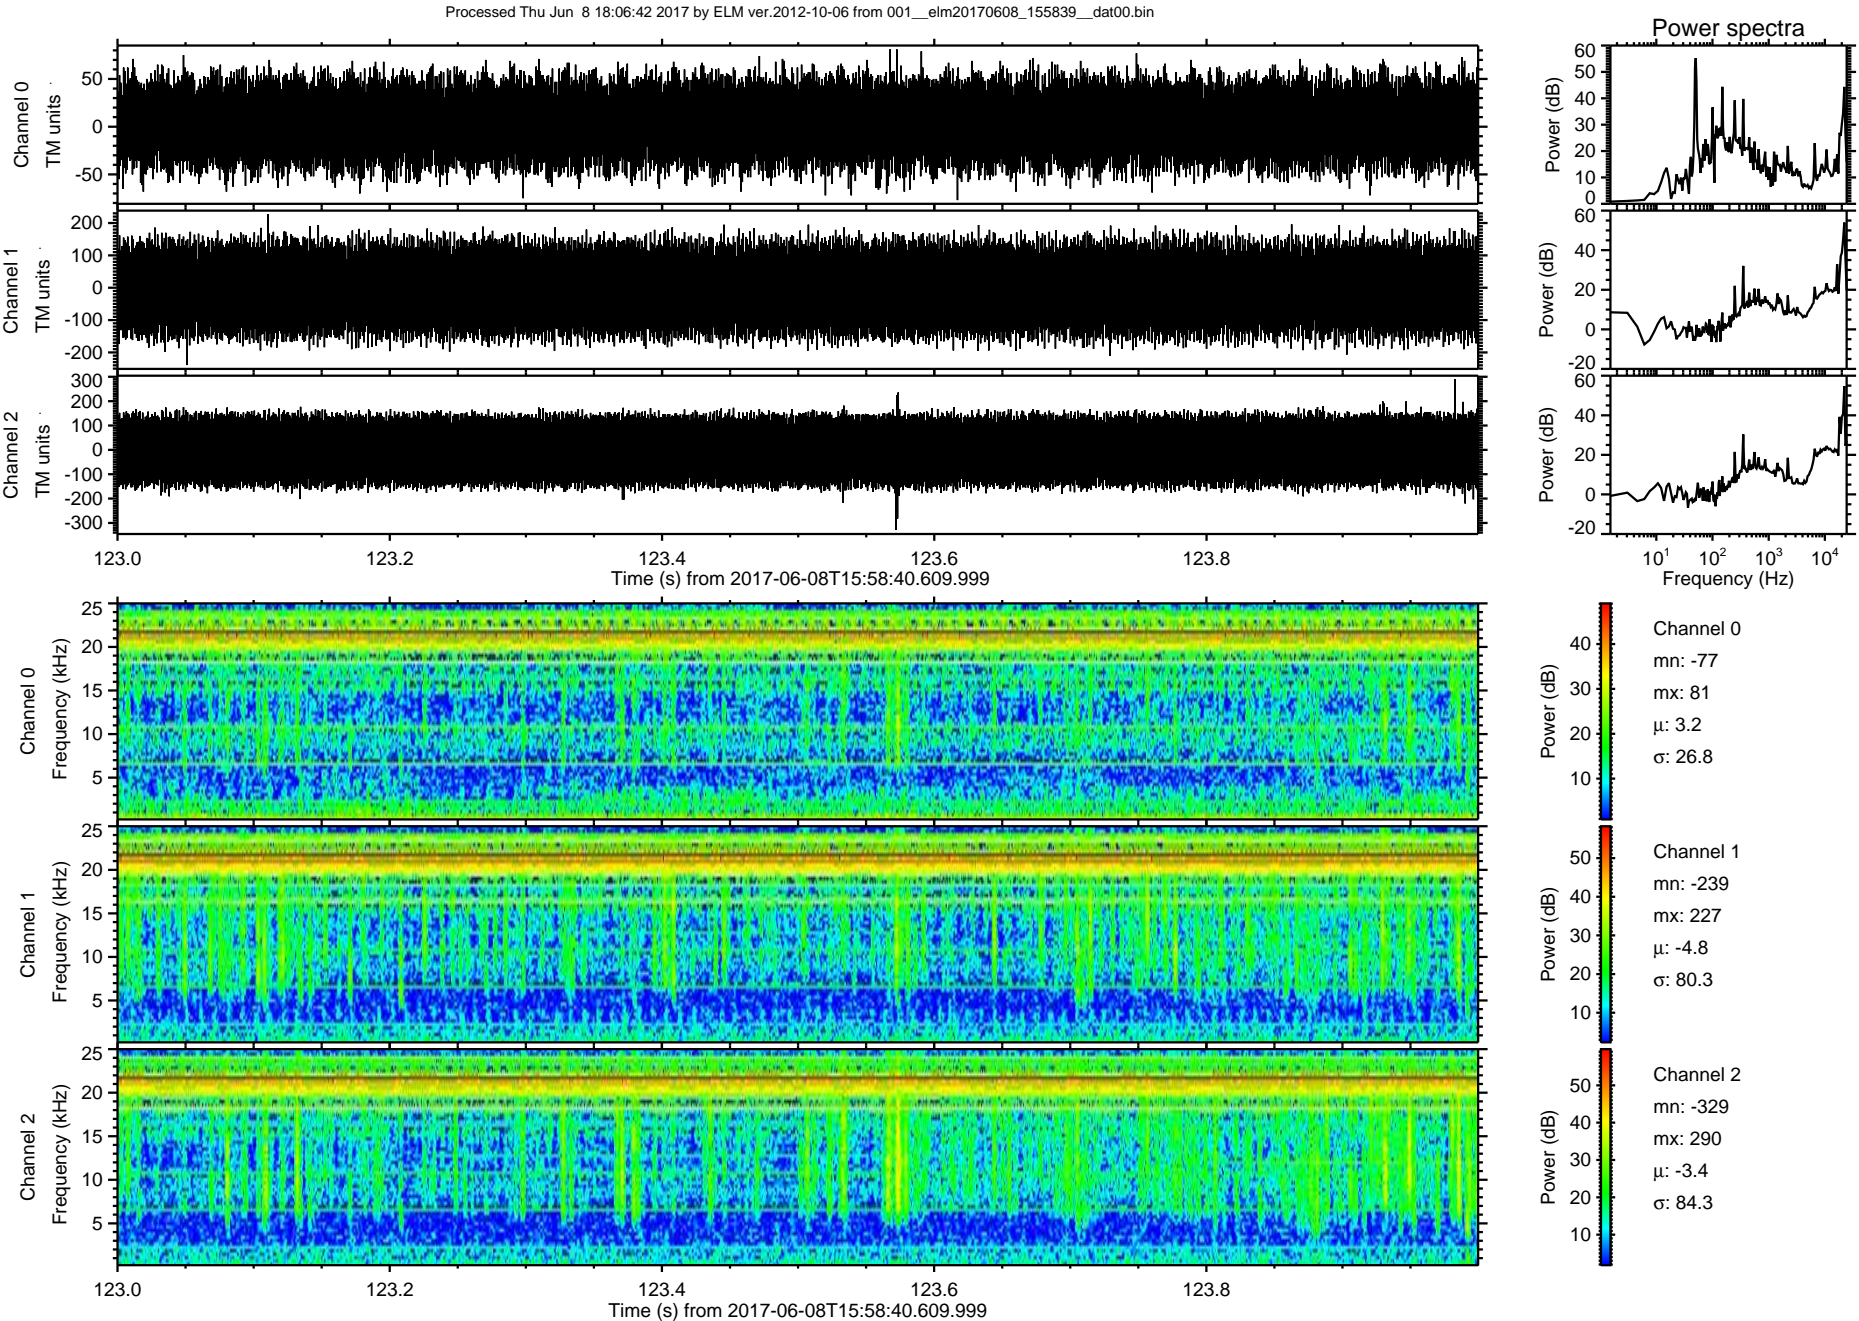 Processed Thu Jun  8 18:06:42 2017 by ELM ver.2012-10-06 from 001__elm20170608_155839__dat00.bin
Power spectra
Channel 0
TM units
50
0
-50
Power (dB)
60
50
40
30
20
10
0
Channel 1
TM units
200
100
0
-100
-200
Power (dB)
60
40
20
0
-20
Channel 2
TM units
300
200
100
0
-100
-200
-300
Power (dB)
60
40
20
0
-20
123.0 123.2 123.4 123.6 123.8
Time (s) from 2017-06-08T15:58:40.609.999
10^1 10^2 10^3 10^4
Frequency (Hz)
Channel 0
Frequency (kHz)
25
20
15
10
5
Power (dB)
40
30
20
10
Channel 0
mn: -77
mx: 81
μ: 3.2
σ: 26.8
Channel 1
Frequency (kHz)
25
20
15
10
5
Power (dB)
50
40
30
20
10
Channel 1
mn: -239
mx: 227
μ: -4.8
σ: 80.3
Channel 2
Frequency (kHz)
25
20
15
10
5
Power (dB)
50
40
30
20
10
Channel 2
mn: -329
mx: 290
μ: -3.4
σ: 84.3
123.0 123.2 123.4 123.6 123.8
Time (s) from 2017-06-08T15:58:40.609.999